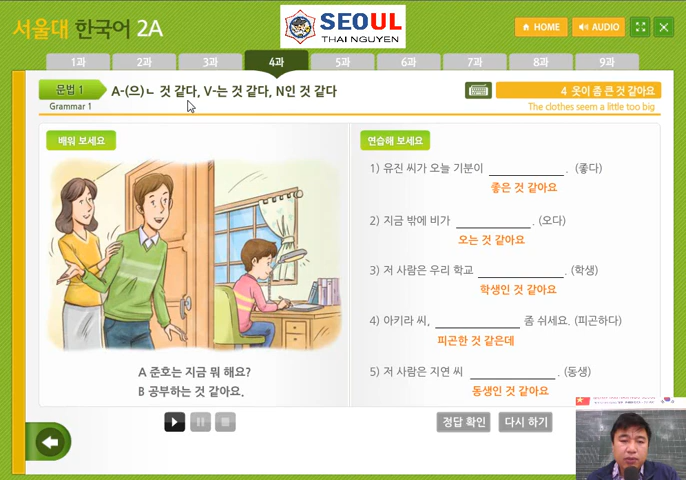 서울대 한국어 2A
SEOUL
THAI NGUYEN
HOME
AUDIO
1과 2과 3과 4과 5과 6과 7과 8과 9과
문법 1
A-(으)ㄴ 것 같다, V-는 것 같다, N인 것 같다
4 옷이 좀 큰 것 같아요
Grammar 1
The clothes seem a little too big
배워 보세요
연습해 보세요
1) 유진 씨가 오늘 기분이 ____________ . (좋다)
좋은 것 같아요
2) 지금 밖에 비가 ____________ . (오다)
오는 것 같아요
3) 저 사람은 우리 학교 ____________ . (학생)
학생인 것 같아요
4) 아키라 씨, ____________ 좀 쉬세요. (피곤하다)
피곤한 것 같은데
5) 저 사람은 지연 씨 ____________ . (동생)
동생인 것 같아요
A 준호는 지금 뭐 해요?
B 공부하는 것 같아요.
정답 확인
다시 하기